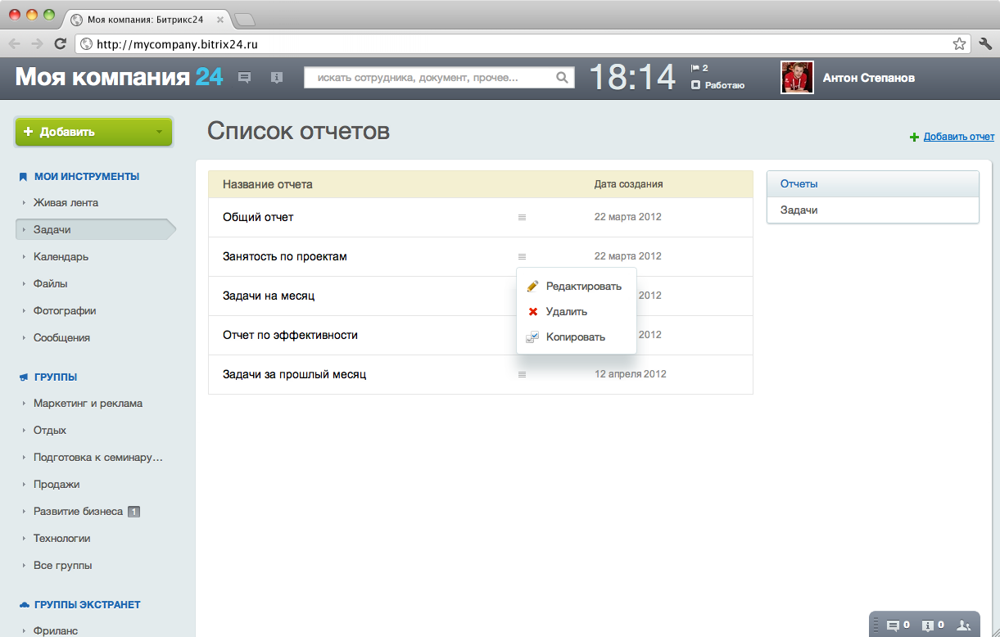 Моя компания: Битрикс24
http://mycompany.bitrix24.ru
Моя компания 24
искать сотрудника, документ, прочее...
18:14
2
Работаю
Антон Степанов
Добавить
Список отчетов
Добавить отчет
МОИ ИНСТРУМЕНТЫ
Живая лента
Задачи
Календарь
Файлы
Фотографии
Сообщения
ГРУППЫ
Маркетинг и реклама
Отдых
Подготовка к семинару...
Продажи
Развитие бизнеса 1
Технологии
Все группы
ГРУППЫ ЭКСТРАНЕТ
Фриланс
Название отчета Дата создания
Общий отчет 22 марта 2012
Занятость по проектам 22 марта 2012
Задачи на месяц 2012
Отчет по эффективности 2012
Задачи за прошлый месяц 12 апреля 2012
Редактировать
Удалить
Копировать
Отчеты
Задачи
0 0